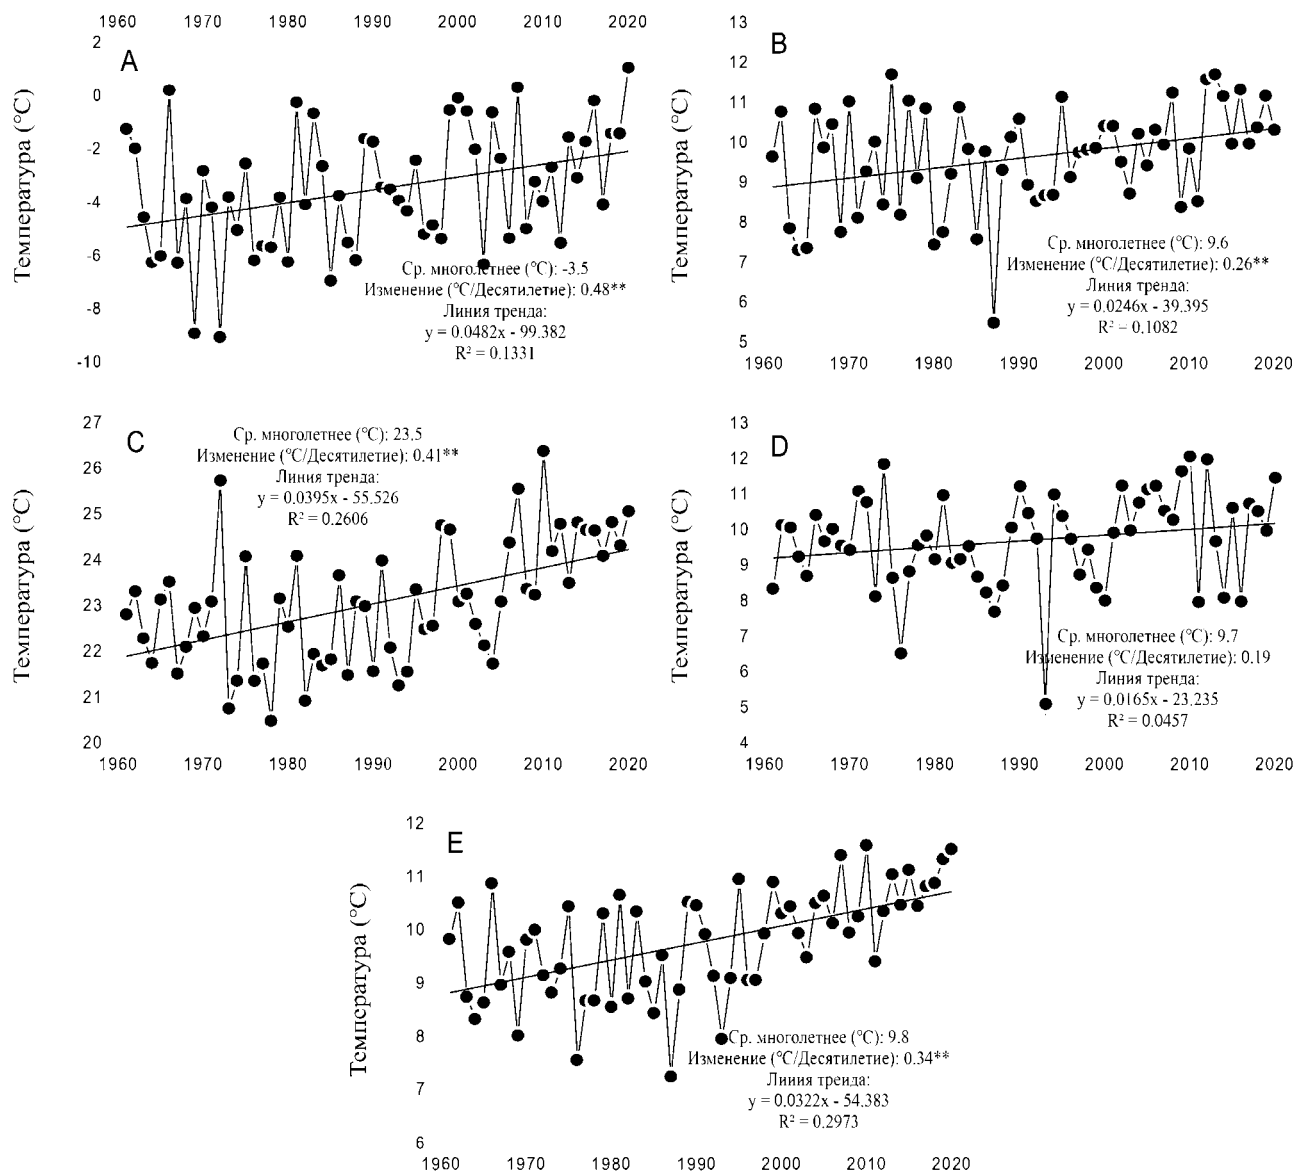 1960 1970 1980 1990 2000 2010 2020
A
2
0
-2
-4
-6
-8
-10
Температура (°C)
Ср. многолетнее (°C): -3.5
Изменение (°C/Десятилетие): 0.48**
Линия тренда:
y = 0.0482x - 99.382
R² = 0.1331
B
13
12
11
10
9
8
7
6
5
Температура (°C)
Ср. многолетнее (°C): 9.6
Изменение (°C/Десятилетие): 0.26**
Линия тренда:
y = 0.0246x - 39.395
R² = 0.1082
1960 1970 1980 1990 2000 2010 2020
C
27
26
25
24
23
22
21
20
Температура (°C)
Ср. многолетнее (°C): 23.5
Изменение (°C/Десятилетие): 0.41**
Линия тренда:
y = 0.0395x - 55.526
R² = 0.2606
1960 1970 1980 1990 2000 2010 2020
D
13
12
11
10
9
8
7
6
5
4
Температура (°C)
Ср. многолетнее (°C): 9.7
Изменение (°C/Десятилетие): 0.19
Линия тренда:
y = 0.0165x - 23.235
R² = 0.0457
1960 1970 1980 1990 2000 2010 2020
E
12
11
10
9
8
7
6
Температура (°C)
Ср. многолетнее (°C): 9.8
Изменение (°C/Десятилетие): 0.34**
Линия тренда:
y = 0.0322x - 54.383
R² = 0.2973
1960 1970 1980 1990 2000 2010 2020